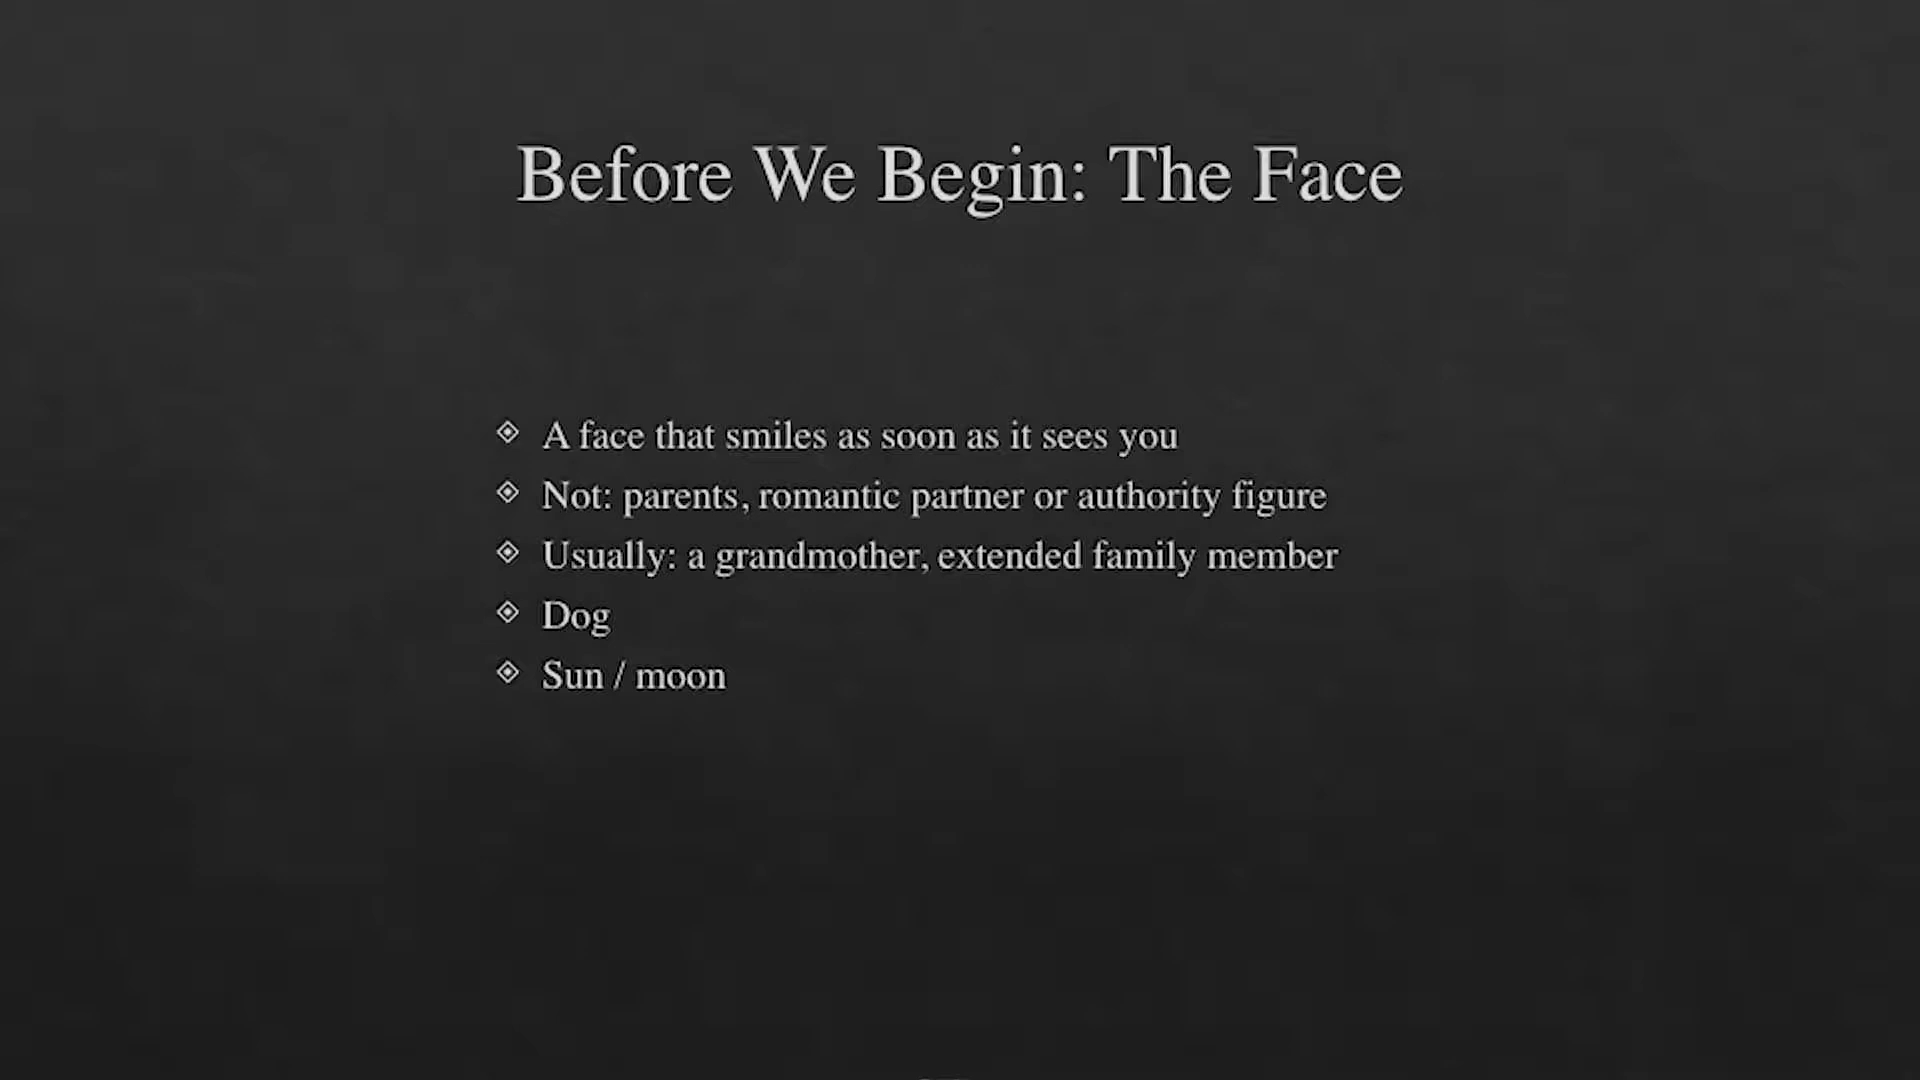 Before We Begin: The Face
A face that smiles as soon as it sees you
Not: parents, romantic partner or authority figure
Usually: a grandmother, extended family member
Dog
Sun / moon